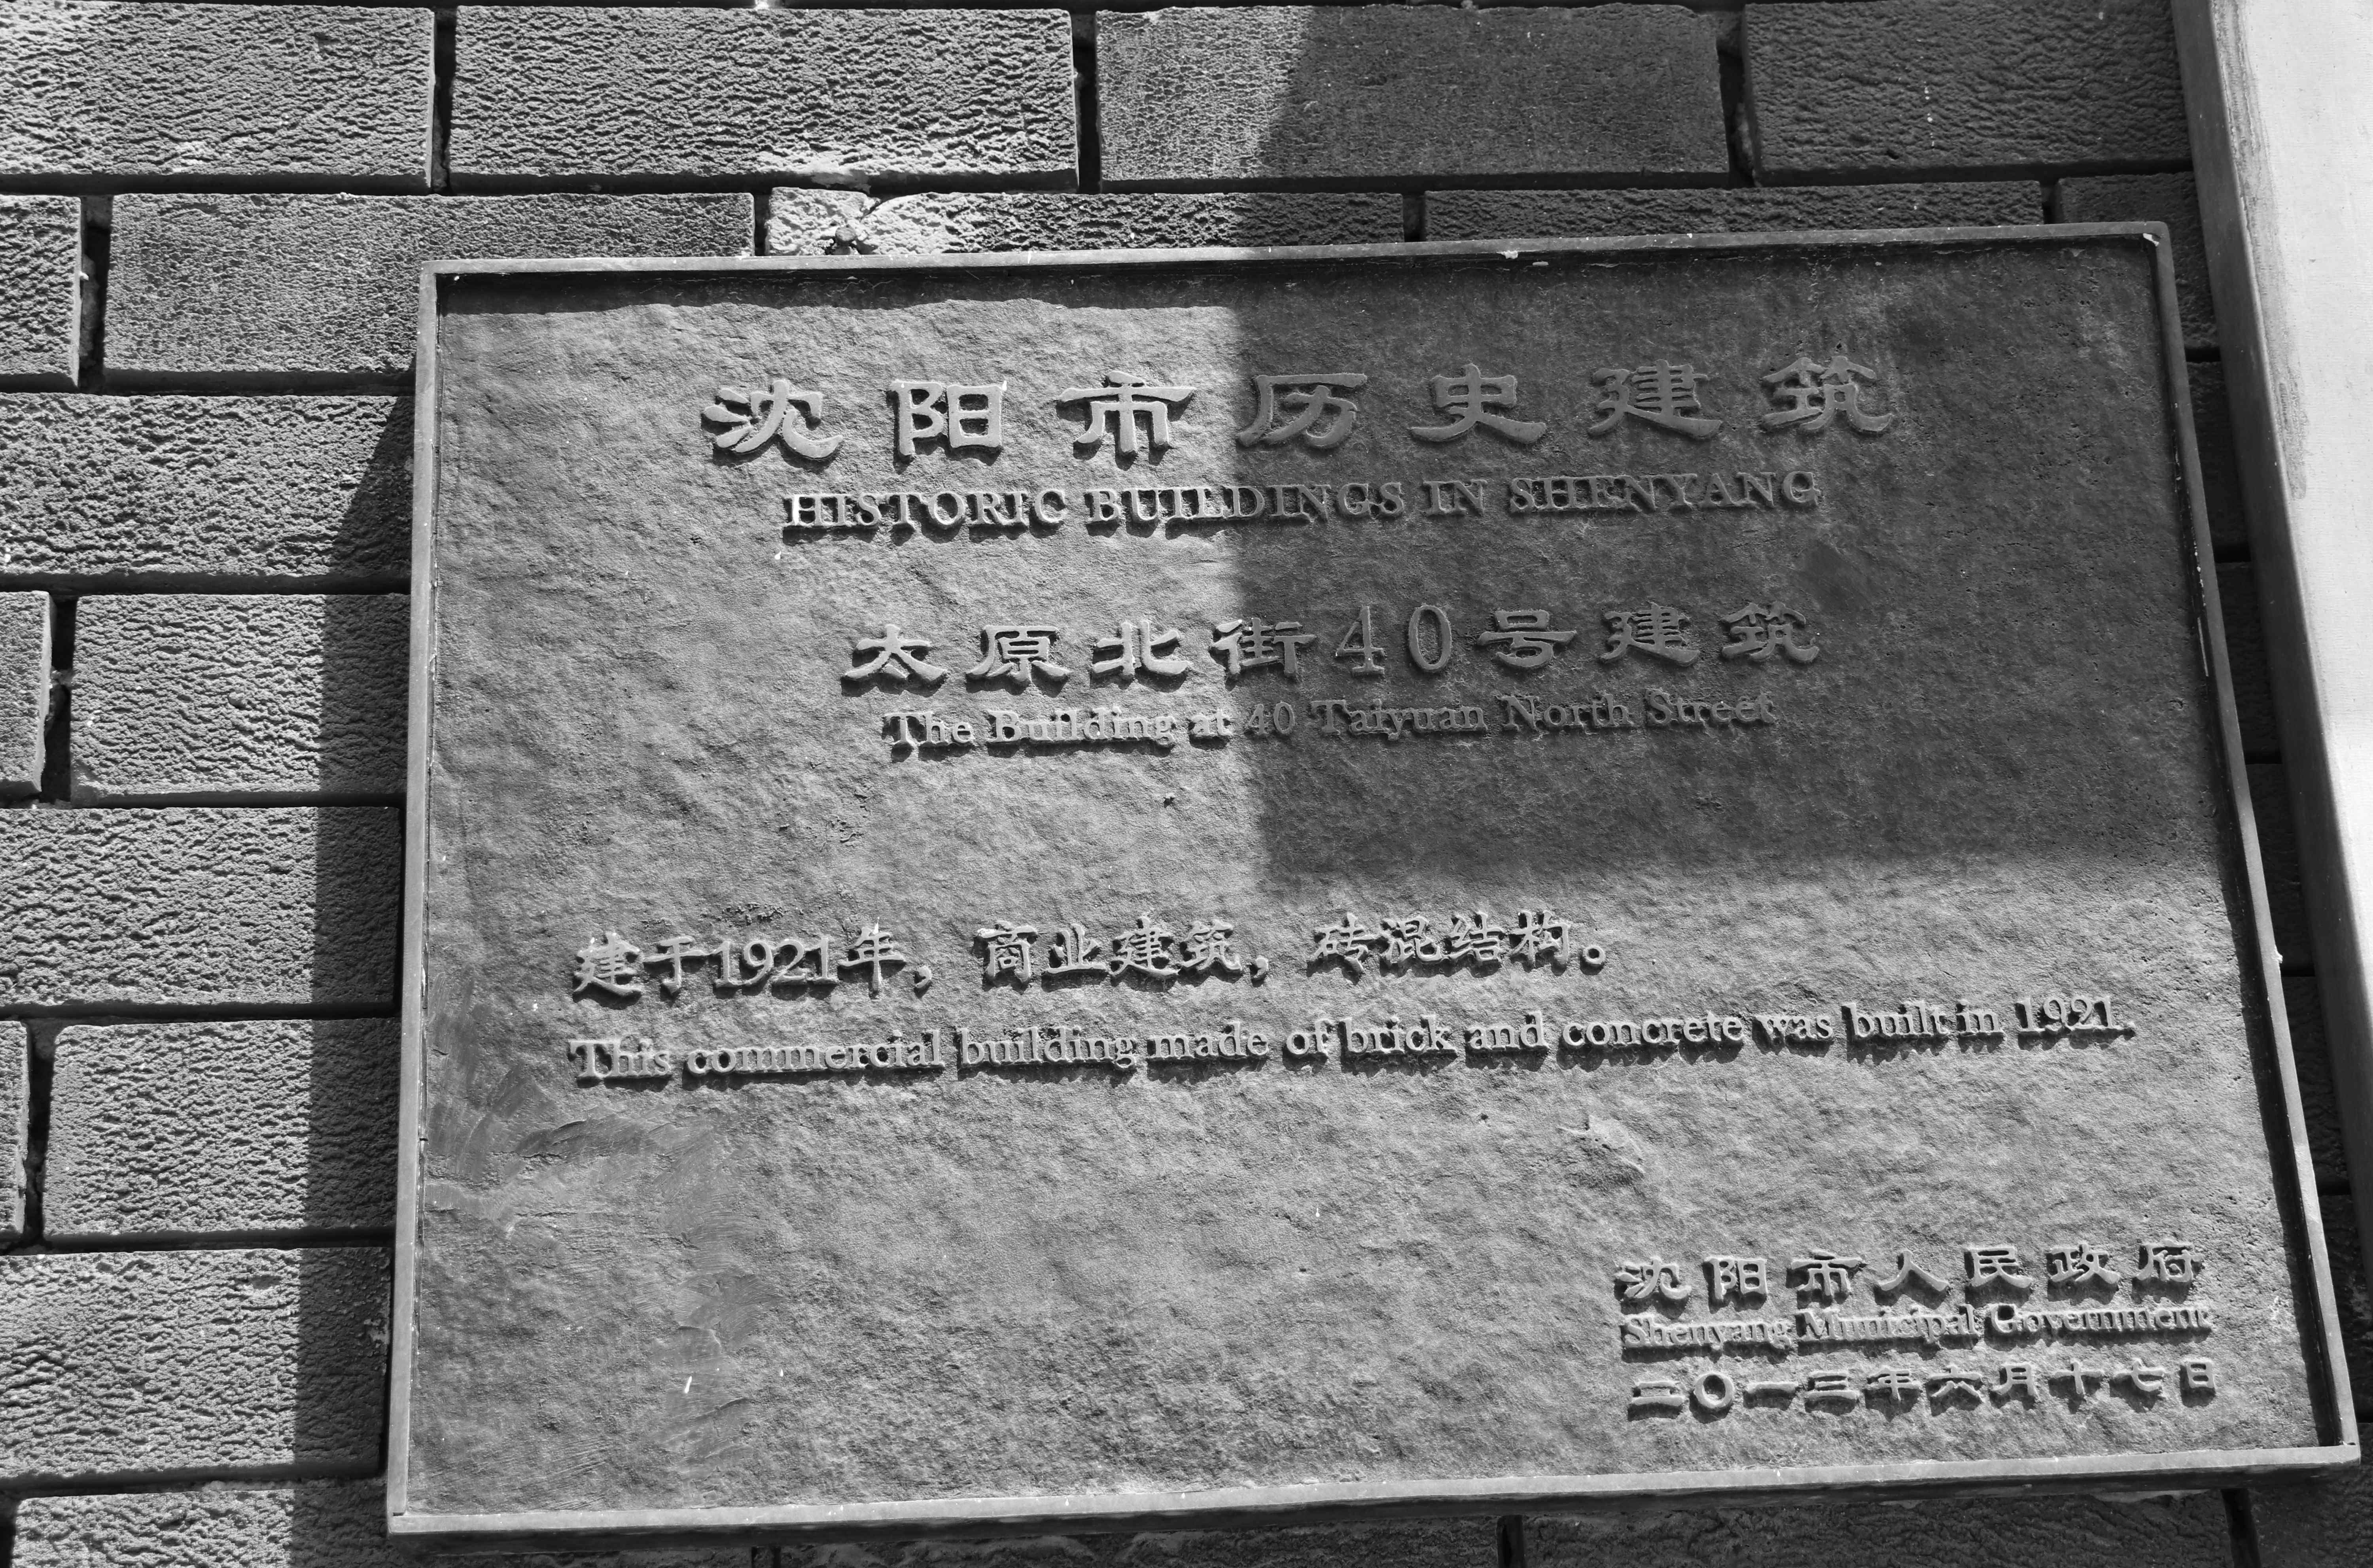 沈阳市历史建筑
HISTORIC BUILDINGS IN SHENYANG
太原北街40号建筑
The Building at 40 Taiyuan North Street
建于1921年，商业建筑，砖混结构。
This commercial building made of brick and concrete was built in 1921.
沈阳市人民政府
Shenyang Municipal Government
二〇一三年六月十七日